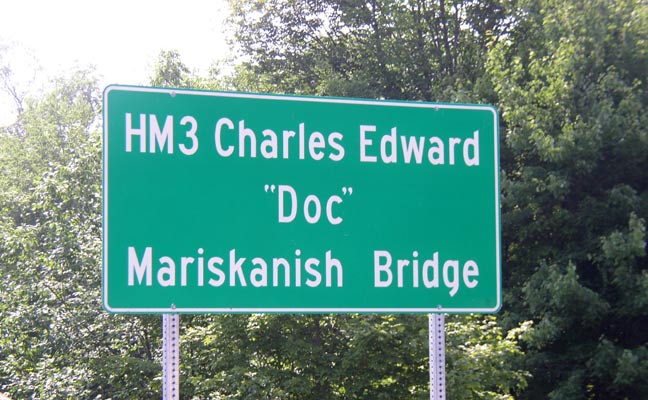 HM3 Charles Edward
"Doc"
Mariskanish Bridge